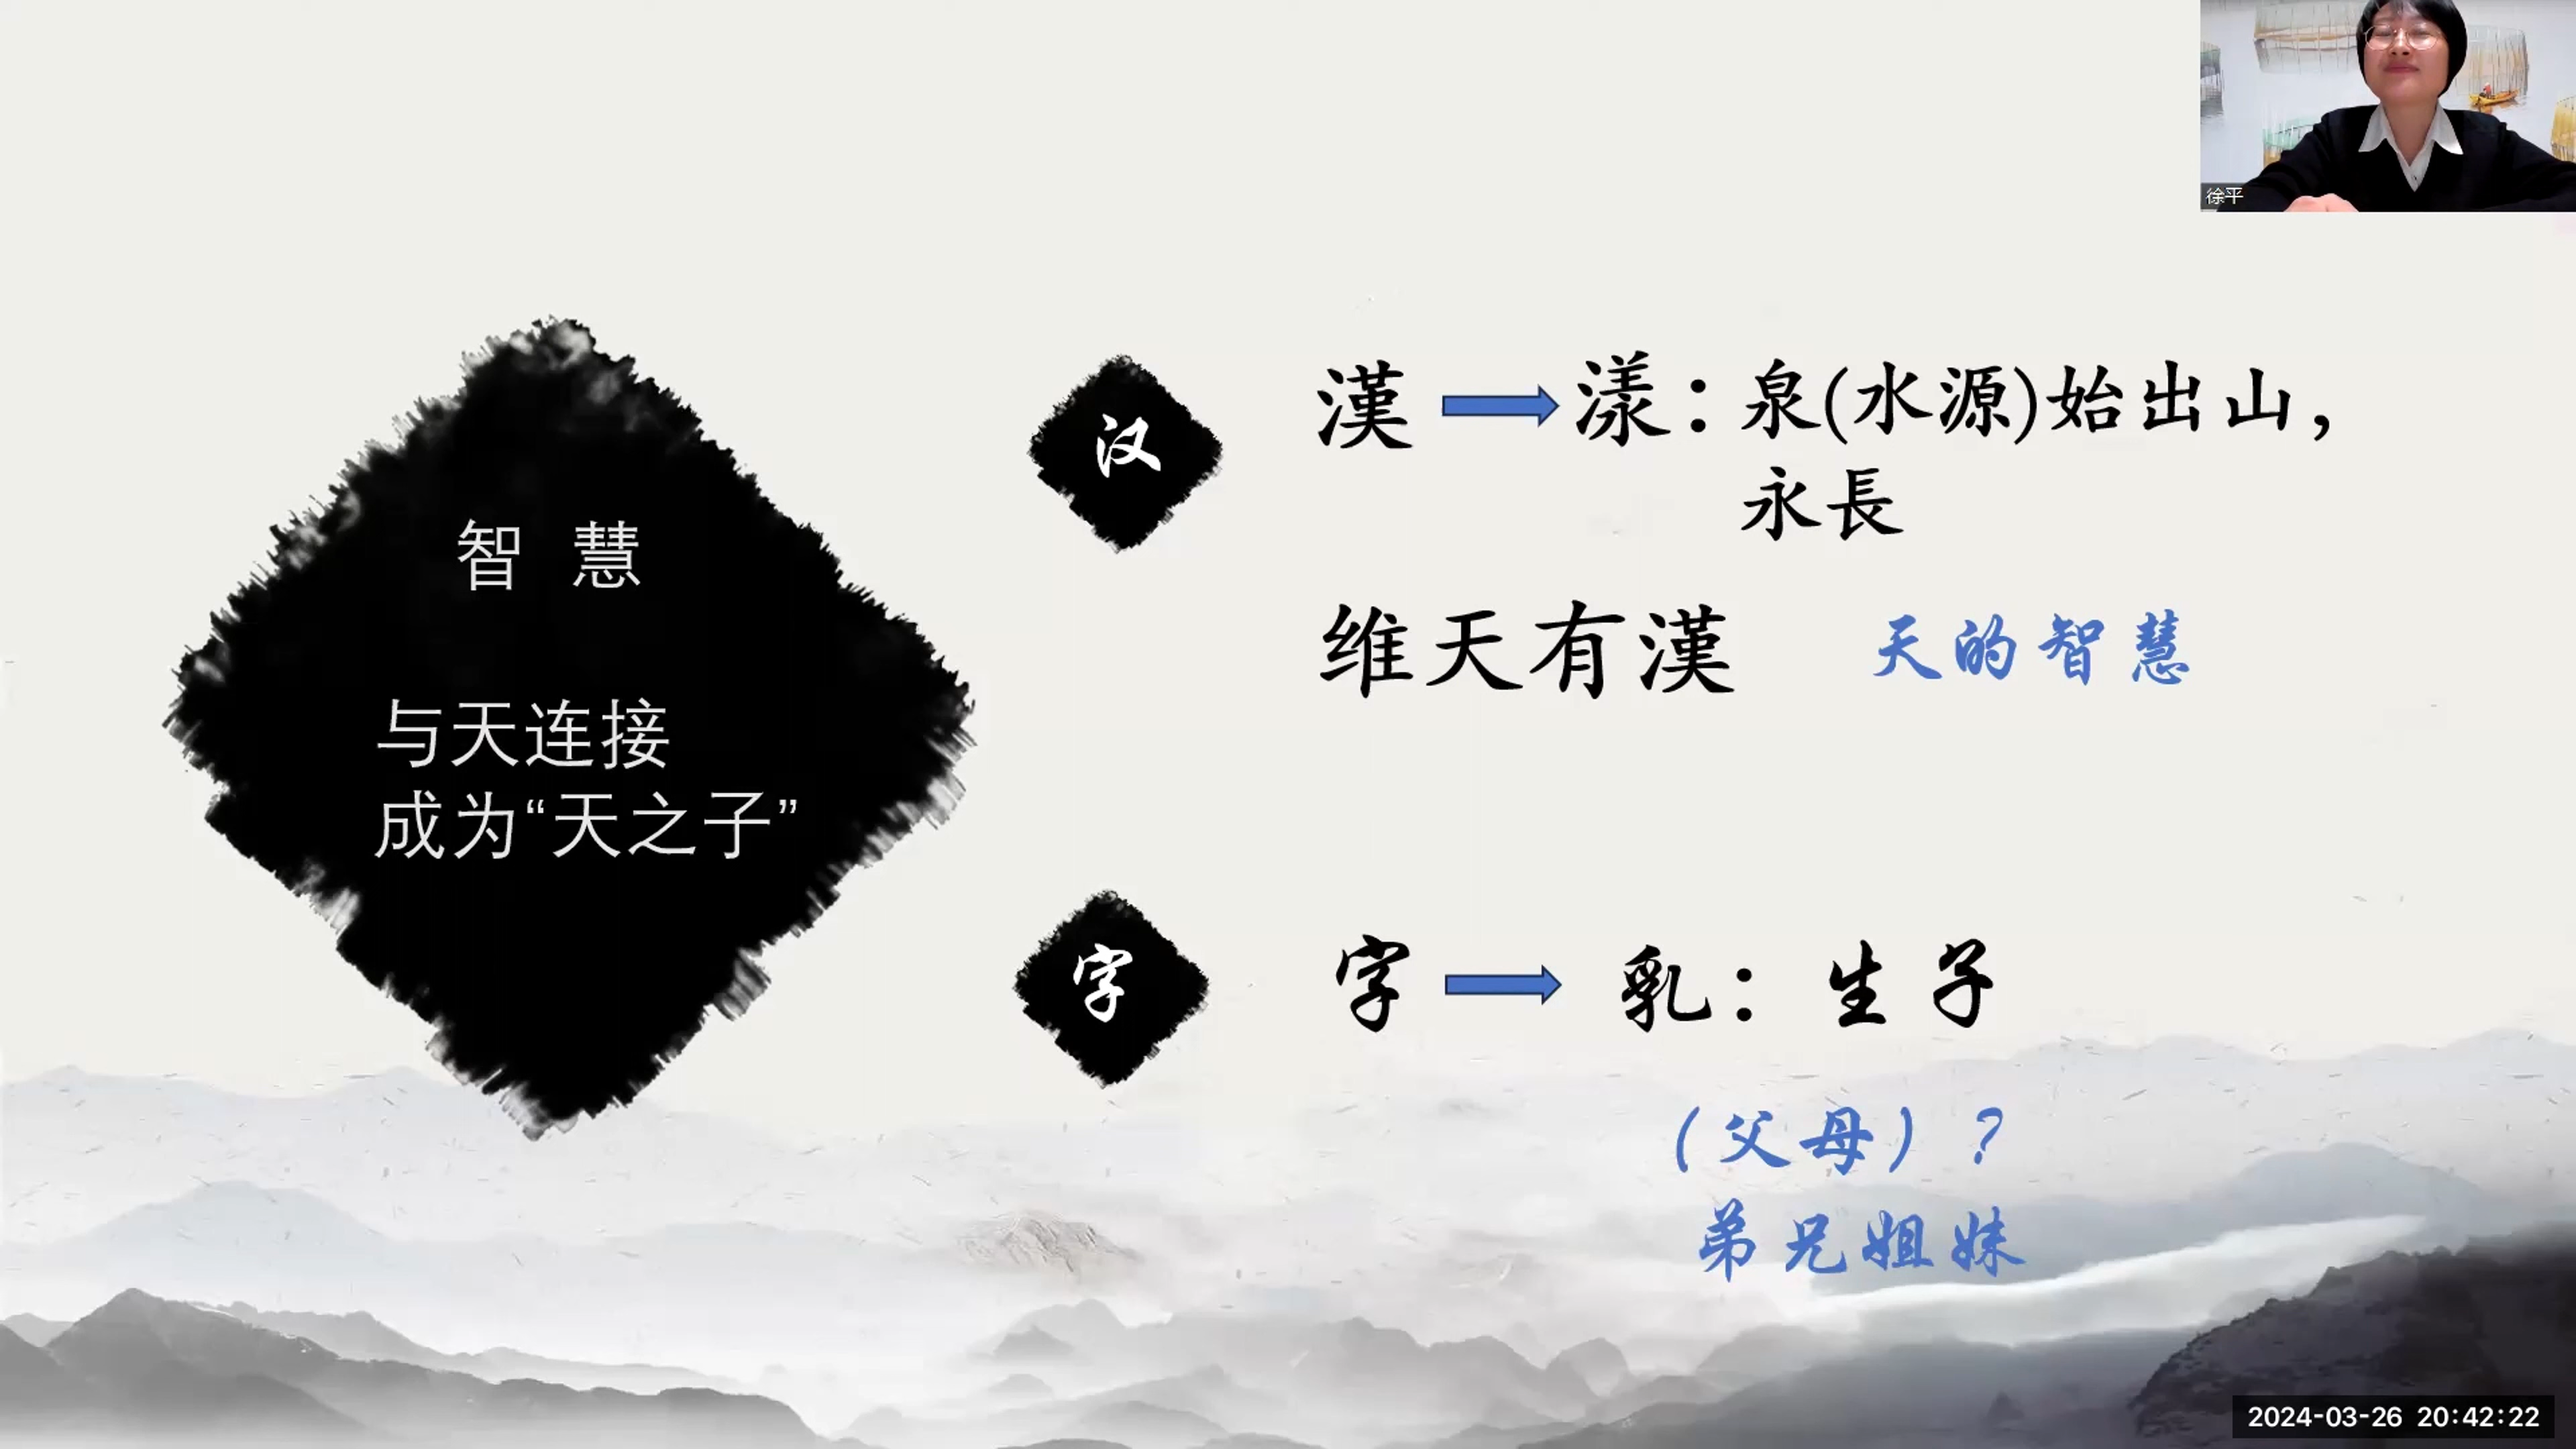 徐平
智 慧
与天连接
成为“天之子”
汉
漢 漾：泉(水源)始出山，
永長
维天有漢 天的智慧
字
字 乳：生子
（父母）？
弟兄姐妹
2024-03-26 20:42:22